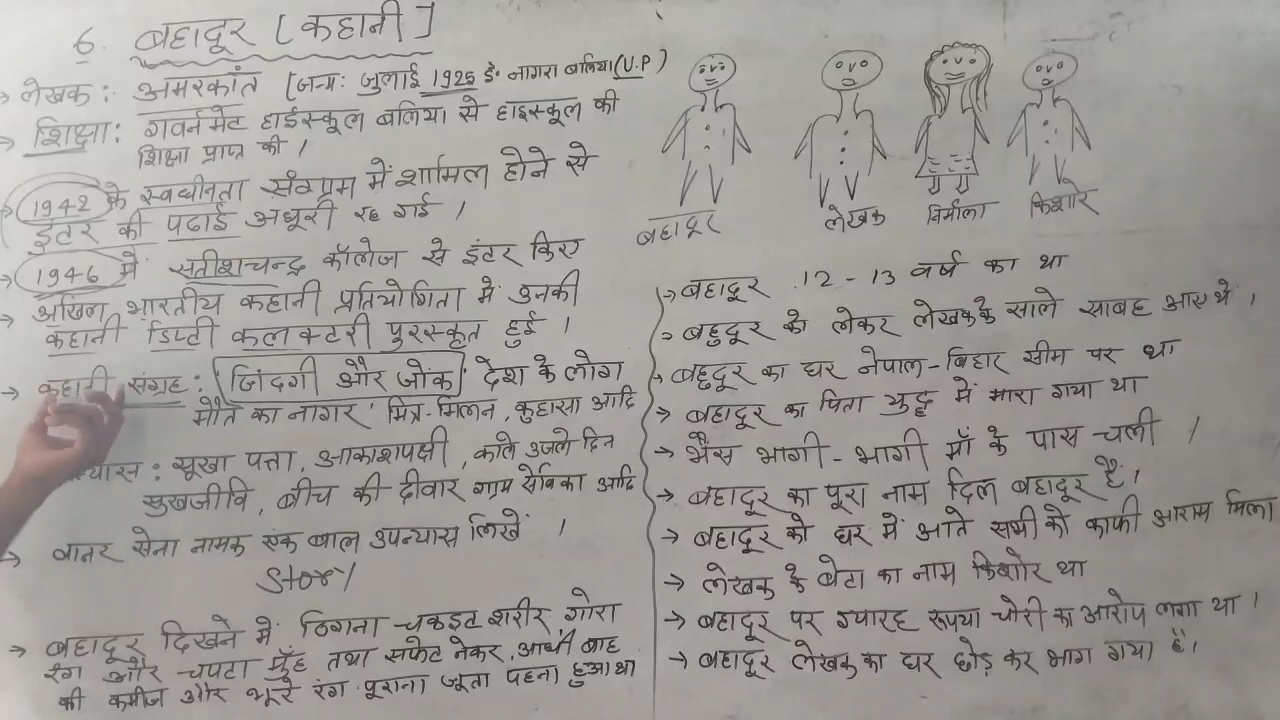 6. बहादूर [कहानी]
→ लेखक : अमरकांत (जन्म: जुलाई 1925 ई॰ नागरा बलिया (U.P)
→ शिक्षा : गवर्नमेट हाईस्कूल बलिया से हाइस्कूल की
शिक्षा प्राप्त की ।
→ 1942 के स्वधीनता संग्राम में शामिल होने से
इंटर की पढाई अधूरी रह गई ।
→ 1946 में सतीशचन्द्र कॉलेज से इंटर किए
→ अखिल भारतीय कहानी प्रतियोगिता में उनकी
कहानी डिप्टी कलक्टरी पुरस्कृत हुई ।
→ कहानी संग्रह : जिंदगी और जोंक देश के लोग
मौत का नागर मित्र-मिलन, कुहासा आदि
न्यास : सूखा पत्ता, आकाशपक्षी, काले उजले दिन
सुखजीवि, बीच की दीवार ग्राम सेविका आदि
→ वानर सेना नामक एक बाल उपन्यास लिखें ।
Story
→ बहादूर दिखने में ठिगना चकइट शरीर गोरा
रंग और चपटा मुँह तथा सफेट नेकर, आधी बाह
की कमीज और भूरे रंग पुराना जूता पहना हुआ था
बहादूर लेखक निर्मला किशोर
→ बहादूर 12-13 वर्ष का था
→ बहुदूर को लेकर लेखक के साले साबह आए थे ।
→ बहुदूर का घर नेपाल-बिहार सीम पर था
→ बहादूर का पिता युद्ध में मारा गया था
→ भैंस भागी-भागी माँ के पास चली ।
→ बहादूर का पूरा नाम दिल बहादूर है।
→ बहादूर को घर में आते सभी को काफी आराम मिला
→ लेखक के बेटा का नाम किशोर था
→ बहादूर पर ग्यारह रूपया चोरी का आरोप लगा था ।
→ बहादूर लेखक का घर छोड़ कर भाग गया है।